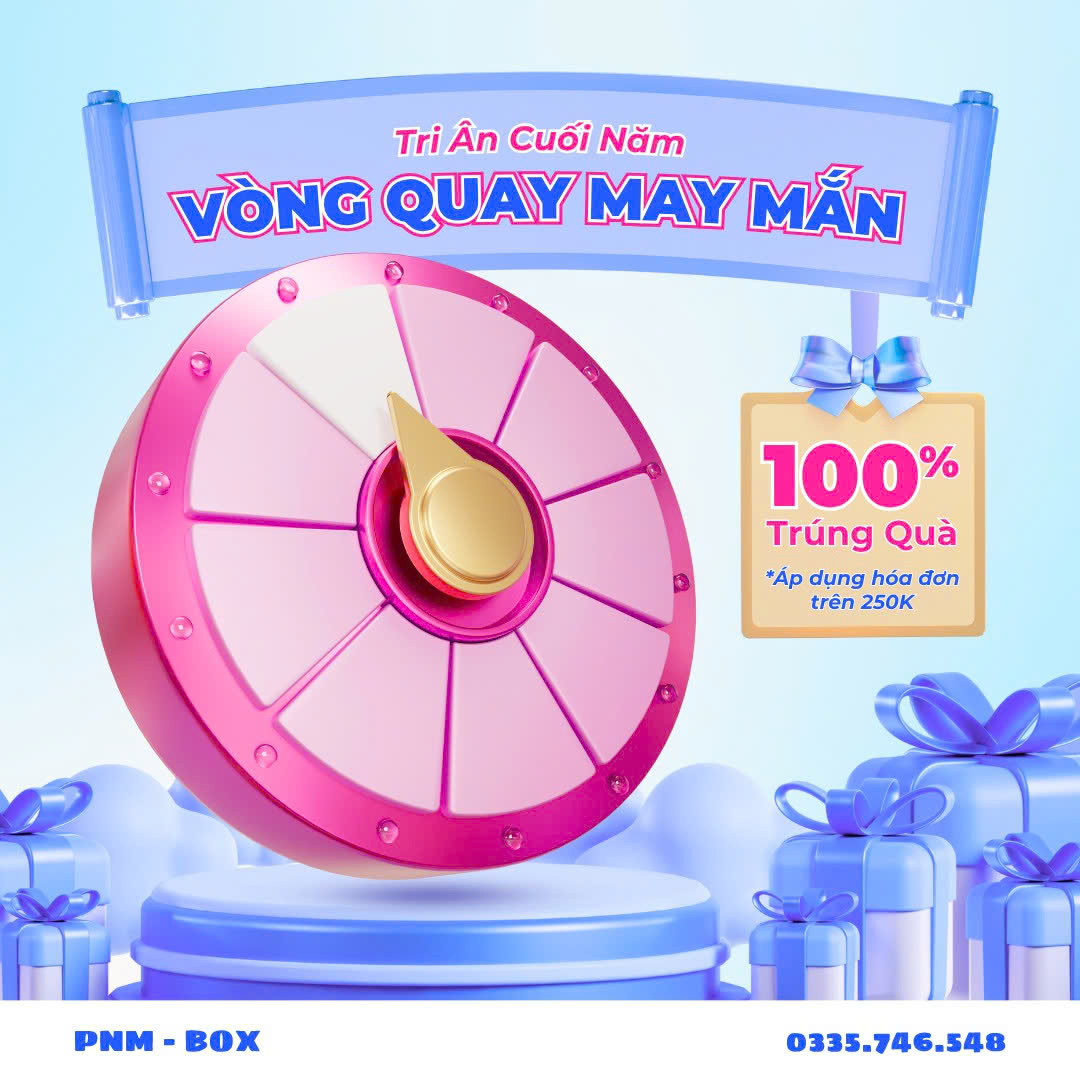 Tri Ân Cuối Năm
VÒNG QUAY MAY MẮN
100%
Trúng Quà
*Áp dụng hóa đơn
trên 250K
PNM - BOX
0335.746.548